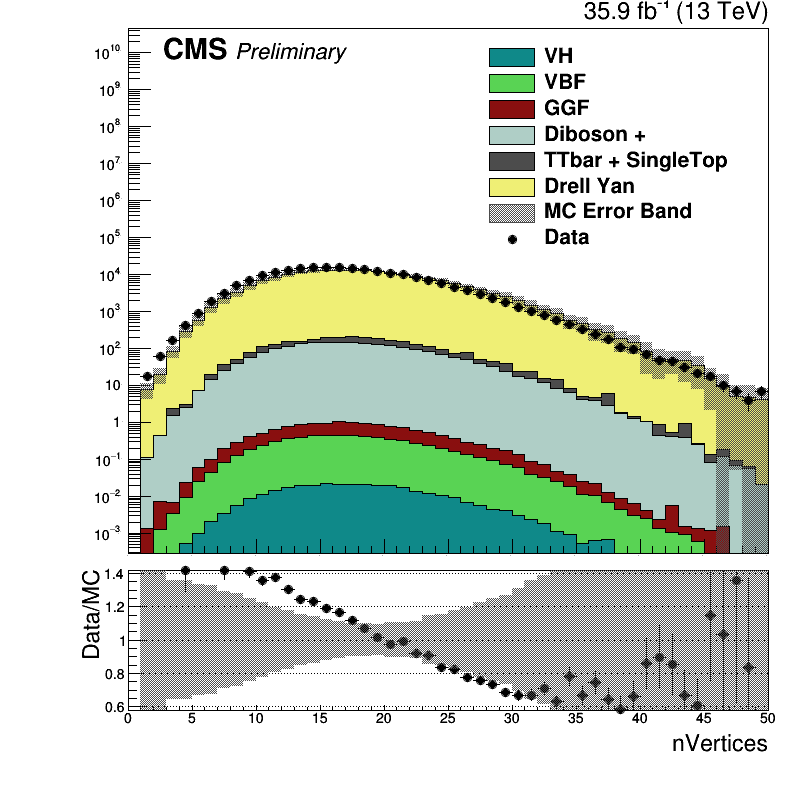 35.9 fb⁻¹ (13 TeV)
CMS Preliminary
VH
VBF
GGF
Diboson +
TTbar + SingleTop
Drell Yan
MC Error Band
Data
10¹⁰
10⁹
10⁸
10⁷
10⁶
10⁵
10⁴
10³
10²
10
1
10⁻¹
10⁻²
10⁻³
Data/MC
1.4
1.2
1
0.8
0.6
0 5 10 15 20 25 30 35 40 45 50
nVertices